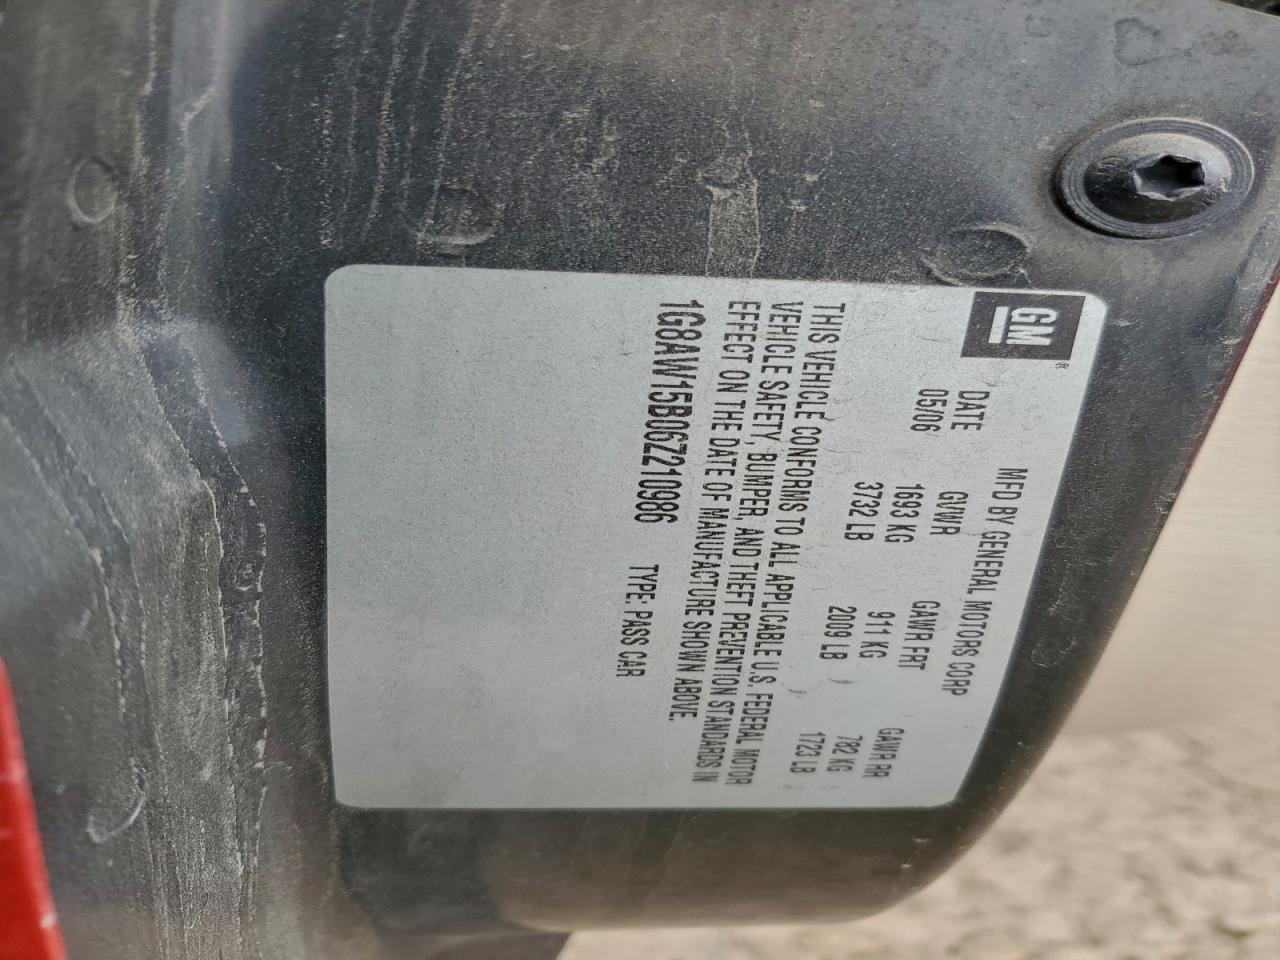 GM®
MFD BY GENERAL MOTORS CORP
DATE GVWR GAWR FRT GAWR RR
05/06 1693 KG 911 KG 782 KG
3732 LB 2009 LB 1723 LB
THIS VEHICLE CONFORMS TO ALL APPLICABLE U.S. FEDERAL MOTOR
VEHICLE SAFETY, BUMPER, AND THEFT PREVENTION STANDARDS IN
EFFECT ON THE DATE OF MANUFACTURE SHOWN ABOVE.
1G8AW15B06Z210986 TYPE: PASS CAR